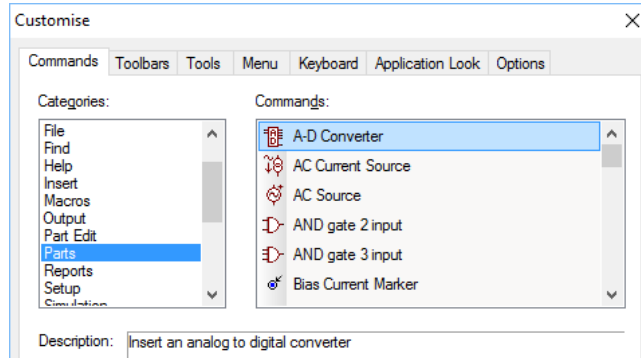 Customise
Commands Toolbars Tools Menu Keyboard Application Look Options
Categories:
Commands:
File
Find
Help
Insert
Macros
Output
Part Edit
Parts
Reports
Setup
Simulation
A-D Converter
AC Current Source
AC Source
AND gate 2 input
AND gate 3 input
Bias Current Marker
Description: Insert an analog to digital converter